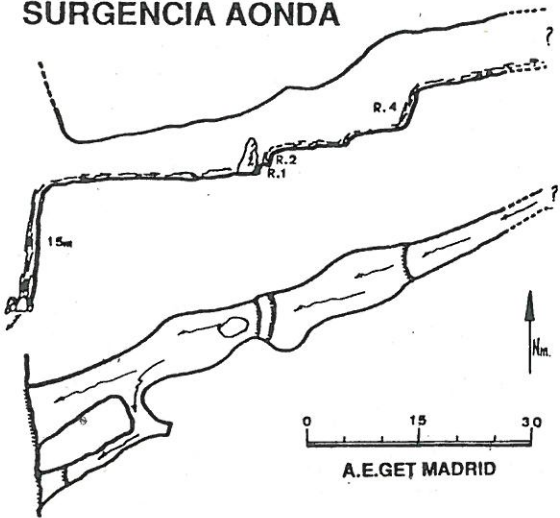 SURGENCIA AONDA
?
R.4
R.2
R.1
15m
?
Nm.
0 15 30
A.E.GET MADRID